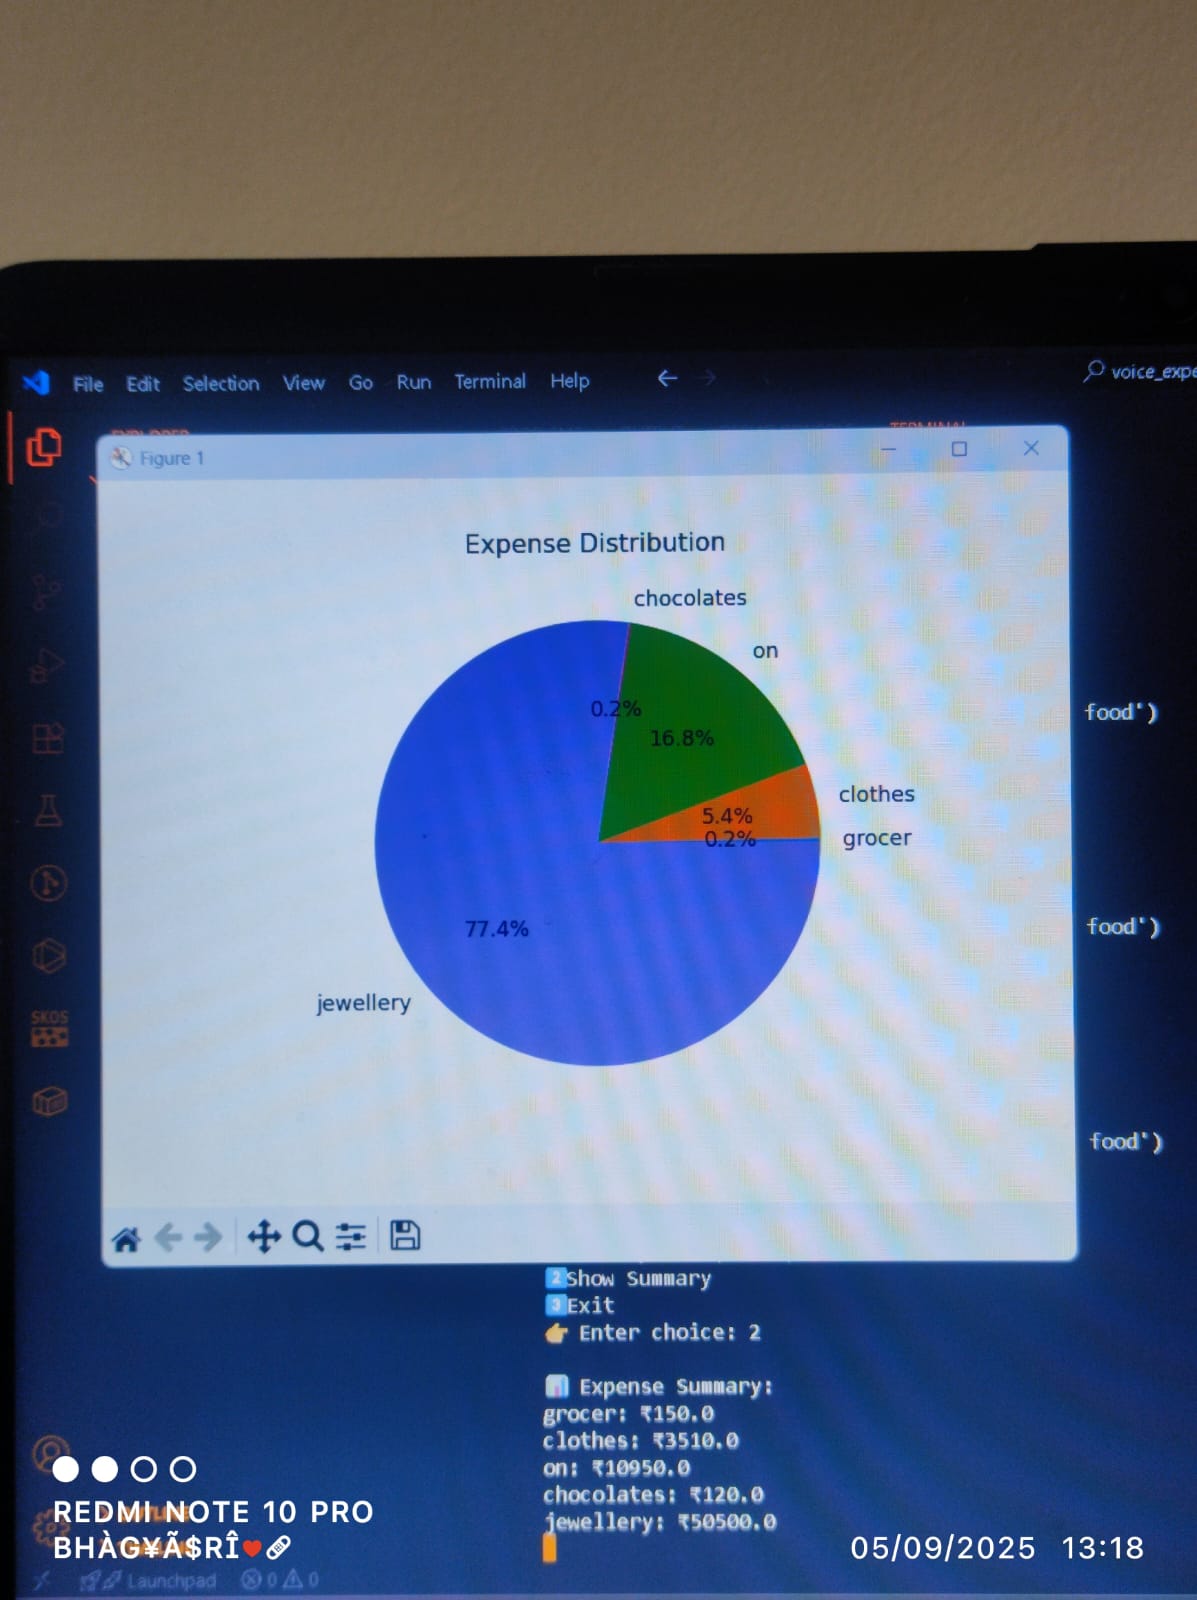 File Edit Selection View Go Run Terminal Help
voice_expe
Figure 1
Expense Distribution
chocolates
on
0.2%
16.8%
clothes
5.4%
0.2%
grocer
77.4%
jewellery
food')
food')
food')
SKOS
2 Show Summary
3 Exit
👉 Enter choice: 2
📊 Expense Summary:
grocer: ₹150.0
clothes: ₹3510.0
on: ₹10950.0
chocolates: ₹120.0
jewellery: ₹50500.0
REDMI NOTE 10 PRO
BHÀG¥Ã$RÎ❤️🩹
05/09/2025 13:18
Launchpad 0 0